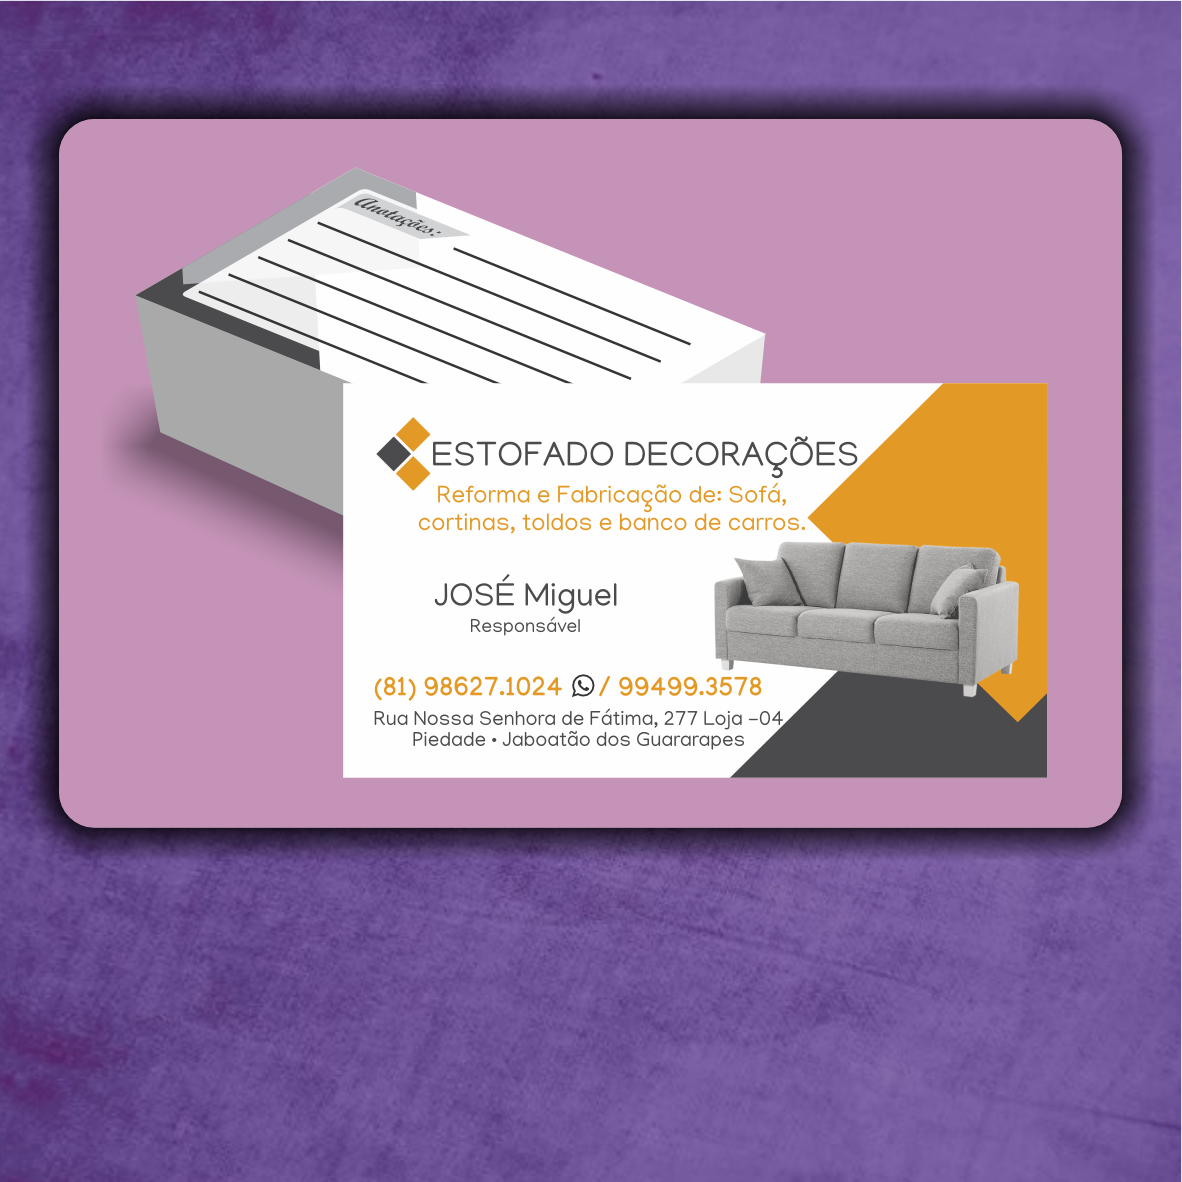 Anotações:
ESTOFADO DECORAÇÕES
Reforma e Fabricação de: Sofá,
cortinas, toldos e banco de carros.
JOSÉ Miguel
Responsável
(81) 98627.1024 / 99499.3578
Rua Nossa Senhora de Fátima, 277 Loja -04
Piedade • Jaboatão dos Guararapes